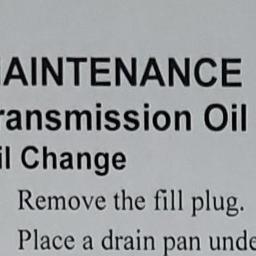 AINTENANCE
ransmission Oil
il Change
Remove the fill plug.
Place a drain pan unde